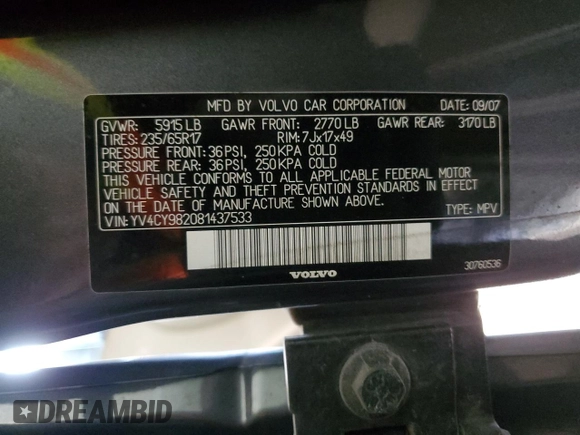 MFD BY VOLVO CAR CORPORATION DATE: 09/07
GVWR: 5915 LB GAWR FRONT: 2770 LB GAWR REAR: 3170 LB
TIRES: 235/65R17 RIM: 7Jx17x49
PRESSURE FRONT: 36 PSI, 250 KPA COLD
PRESSURE REAR: 36 PSI, 250 KPA COLD
THIS VEHICLE CONFORMS TO ALL APPLICABLE FEDERAL MOTOR
VEHICLE SAFETY AND THEFT PREVENTION STANDARDS IN EFFECT
ON THE DATE OF MANUFACTURE SHOWN ABOVE.
VIN: YV4CY982081437533 TYPE: MPV
VOLVO 30760536
DREAMBID